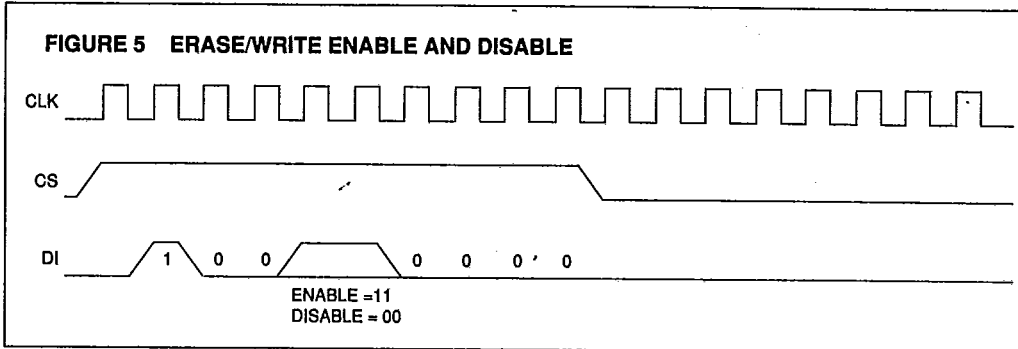 FIGURE 5 ERASE/WRITE ENABLE AND DISABLE
CLK
CS
DI 1 0 0 0 0 0 0
ENABLE =11
DISABLE = 00